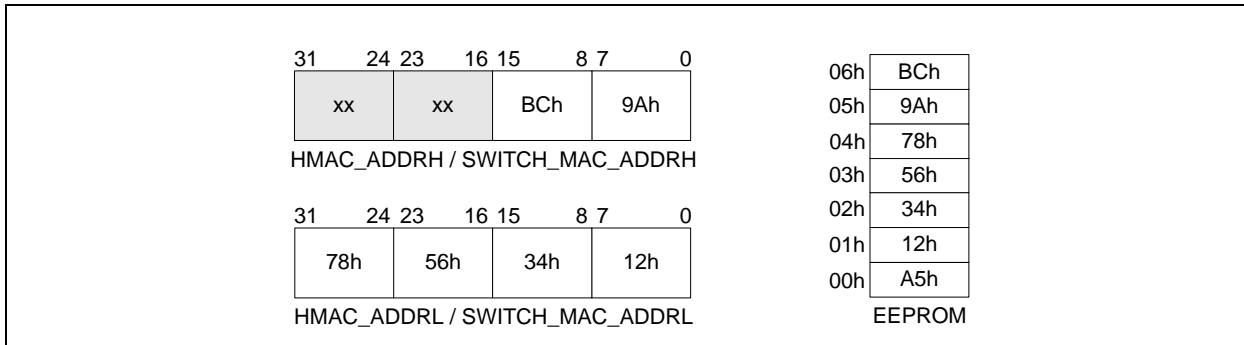 31 24 23 16 15 8 7 0
xx xx BCh 9Ah
HMAC_ADDRH / SWITCH_MAC_ADDRH
31 24 23 16 15 8 7 0
78h 56h 34h 12h
HMAC_ADDRL / SWITCH_MAC_ADDRL
06h BCh
05h 9Ah
04h 78h
03h 56h
02h 34h
01h 12h
00h A5h
EEPROM